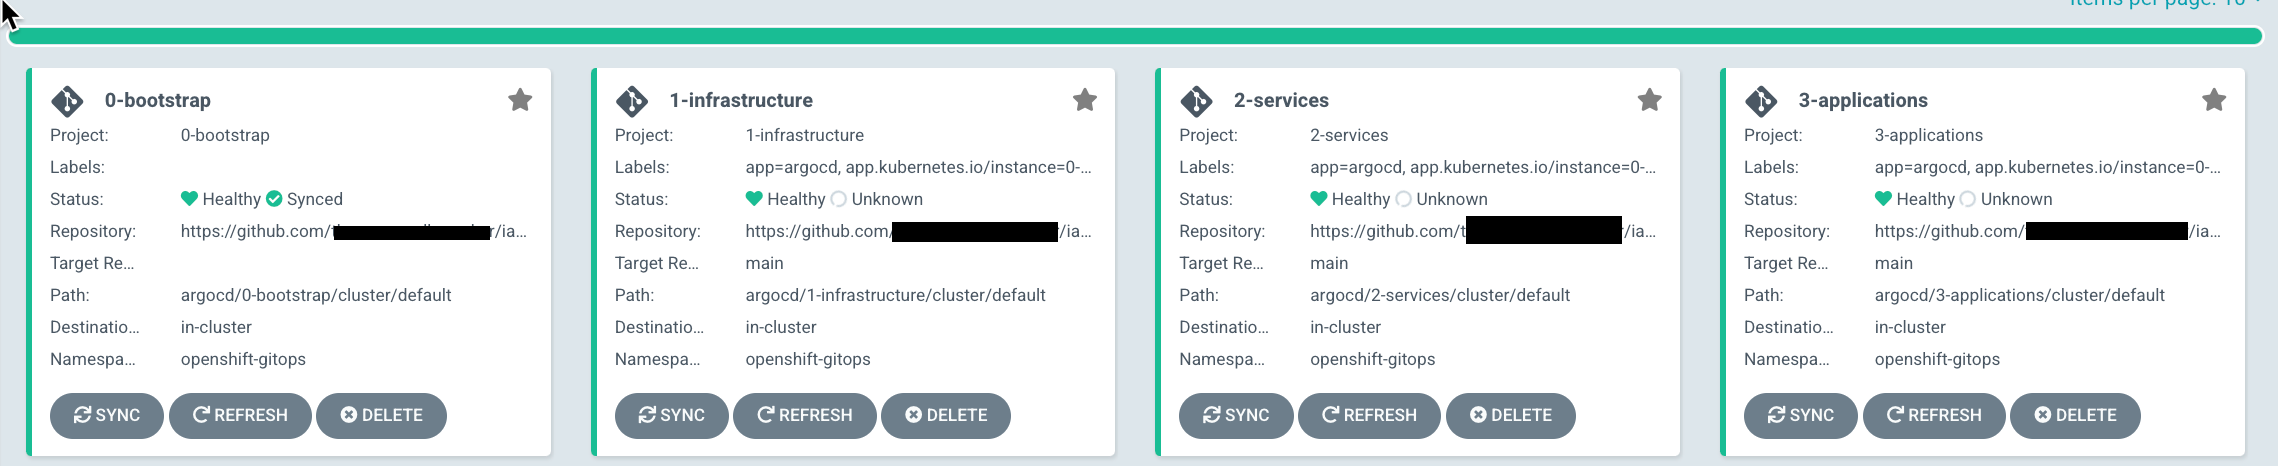 Items per page: 10
0-bootstrap
Project: 0-bootstrap
Labels:
Status: Healthy Synced
Repository: https://github.com/ r/ia...
Target Re...
Path: argocd/0-bootstrap/cluster/default
Destinatio... in-cluster
Namespa... openshift-gitops
SYNC REFRESH DELETE
1-infrastructure
Project: 1-infrastructure
Labels: app=argocd, app.kubernetes.io/instance=0-...
Status: Healthy Unknown
Repository: https://github.com/ /ia...
Target Re... main
Path: argocd/1-infrastructure/cluster/default
Destinatio... in-cluster
Namespa... openshift-gitops
SYNC REFRESH DELETE
2-services
Project: 2-services
Labels: app=argocd, app.kubernetes.io/instance=0-...
Status: Healthy Unknown
Repository: https://github.com/t /ia...
Target Re... main
Path: argocd/2-services/cluster/default
Destinatio... in-cluster
Namespa... openshift-gitops
SYNC REFRESH DELETE
3-applications
Project: 3-applications
Labels: app=argocd, app.kubernetes.io/instance=0-...
Status: Healthy Unknown
Repository: https://github.com/ /ia...
Target Re... main
Path: argocd/3-applications/cluster/default
Destinatio... in-cluster
Namespa... openshift-gitops
SYNC REFRESH DELETE